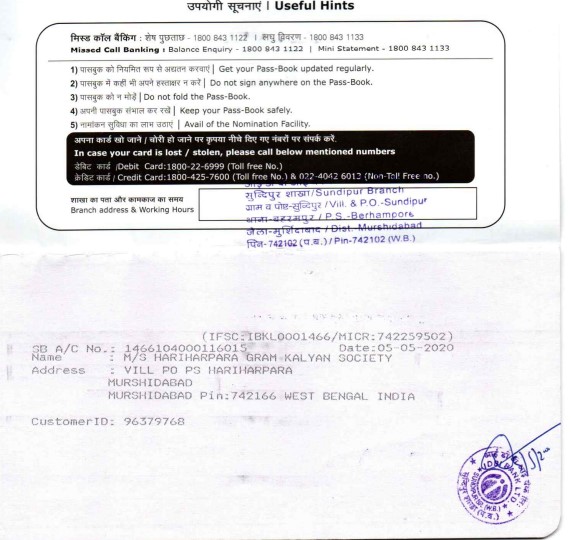 उपयोगी सूचनाएं | Useful Hints
मिस्ड कॉल बैंकिंग : शेष पुछताछ - 1800 843 1122 | लघु विवरण - 1800 843 1133
Missed Call Banking : Balance Enquiry - 1800 843 1122 | Mini Statement - 1800 843 1133
1) पासबुक को नियमित रूप से अद्यतन करवाएं | Get your Pass-Book updated regularly.
2) पासबुक में कहीं भी अपने हस्ताक्षर न करें | Do not sign anywhere on the Pass-Book.
3) पासबुक को न मोड़ें | Do not fold the Pass-Book.
4) अपनी पासबुक संभाल कर रखें | Keep your Pass-Book safely.
5) नामांकन सुविधा का लाभ उठाएं | Avail of the Nomination Facility.
अपना कार्ड खो जाने / चोरी हो जाने पर कृपया नीचे दिए गए नंबरों पर संपर्क करें.
In case your card is lost / stolen, please call below mentioned numbers
डेबिट कार्ड /Debit Card:1800-22-6999 (Toll free No.)
क्रेडिट कार्ड / Credit Card:1800-425-7600 (Toll free No.) & 022-4042 6013 (Non-Toll Free no.)
शाखा का पता और कामकाज का समय
Branch address & Working Hours
सुन्दिपुर शाखा/Sundipur Branch
ग्राम व पोष्ट-सुन्दिपुर / Vill. & P.O.-Sundipur
थाना-बहरमपुर / P.S.-Berhampore
जेला-मुर्शिदाबाद / Dist.-Murshidabad
पिन-742102 (प.ब.) / Pin-742102 (W.B.)
(IFSC:IBKL0001466/MICR:742259502)
SB A/C No.: 1466104000116015 Date:05-05-2020
Name : M/S HARIHARPARA GRAM KALYAN SOCIETY
Address : VILL PO PS HARIHARPARA
MURSHIDABAD
MURSHIDABAD Pin:742166 WEST BENGAL INDIA
CustomerID: 96379768
IDBI BANK LTD.
(W.B.)
(प.ब.)